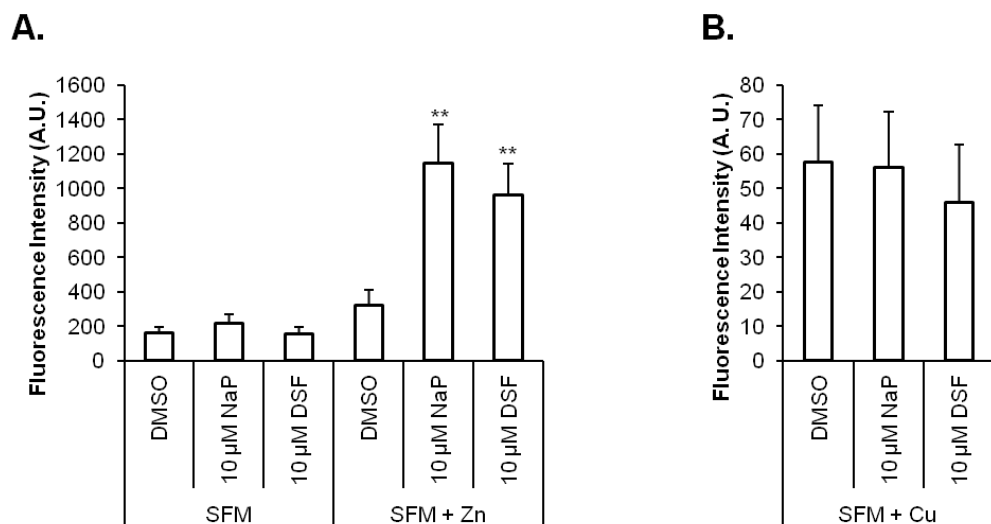 A.
Fluorescence Intensity (A.U.)
1600
1400
1200
1000
800
600
400
200
0
**
**
DMSO
10 µM NaP
10 µM DSF
DMSO
10 µM NaP
10 µM DSF
SFM
SFM + Zn
B.
Fluorescence Intensity (A. U.)
80
70
60
50
40
30
20
10
0
DMSO
10 µM NaP
10 µM DSF
SFM + Cu